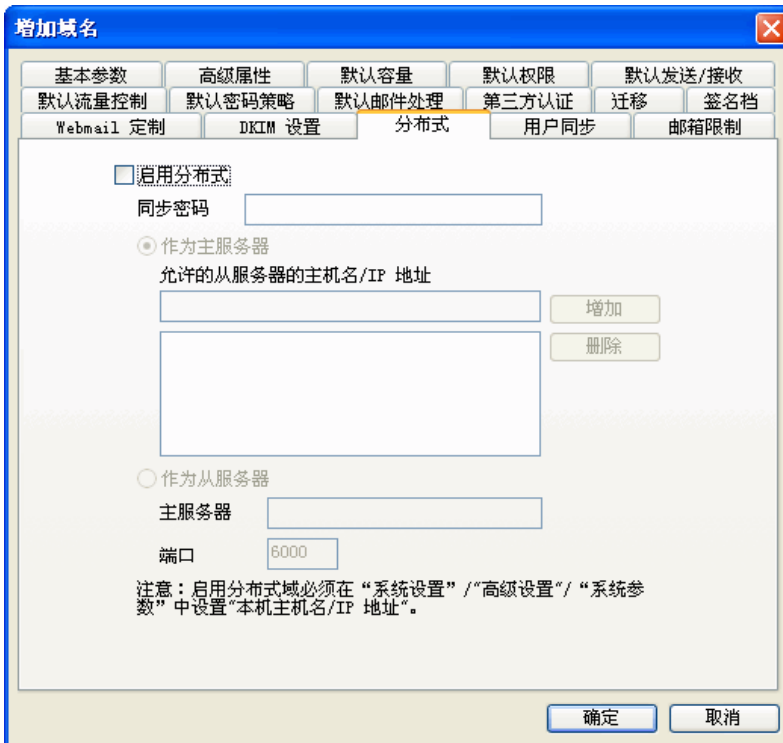 增加域名
基本参数 高级属性 默认容量 默认权限 默认发送/接收
默认流量控制 默认密码策略 默认邮件处理 第三方认证 迁移 签名档
Webmail 定制 DKIM 设置 分布式 用户同步 邮箱限制
启用分布式
同步密码
作为主服务器
允许的从服务器的主机名/IP 地址
增加
删除
作为从服务器
主服务器
端口 6000
注意：启用分布式域必须在“系统设置”/"高级设置"/“系统参
数”中设置"本机主机名/IP 地址"。
确定 取消